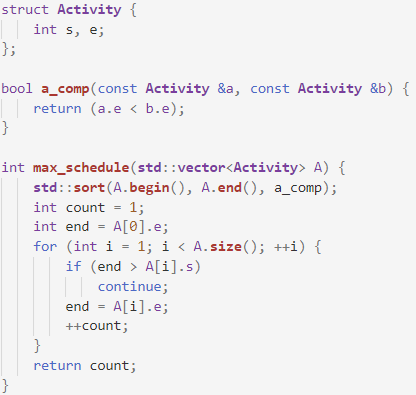 struct Activity {
    int s, e;
};

bool a_comp(const Activity &a, const Activity &b) {
    return (a.e < b.e);
}

int max_schedule(std::vector<Activity> A) {
    std::sort(A.begin(), A.end(), a_comp);
    int count = 1;
    int end = A[0].e;
    for (int i = 1; i < A.size(); ++i) {
        if (end > A[i].s)
            continue;
        end = A[i].e;
        ++count;
    }
    return count;
}